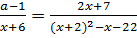 (a−1)/(x+6) = (2x+7)/((x+2)²−x−22)